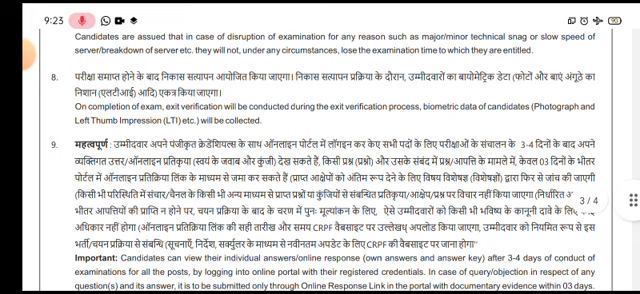 9:23
90
Candidates are assued that in case of disruption of examination for any reason such as major/minor technical snag or slow speed of
server/breakdown of server etc. they will not, under any circumstances, lose the examination time to which they are entitled.
8. परीक्षा समाप्त होने के बाद निकास सत्यापन आयोजित किया जाएगा। निकास सत्यापन प्रक्रिया के दौरान, उम्मीदवारों का बायोमेट्रिक डेटा (फोटो और बाएं अंगूठे का
निशान (एलटीआई) आदि) एकत्र किया जाएगा।
On completion of exam, exit verification will be conducted during the exit verification process, biometric data of candidates (Photograph and
Left Thumb Impression (LTI) etc.) will be collected.
9. महत्वपूर्ण : उम्मीदवार अपने पंजीकृत क्रेडेंशियल्स के साथ ऑनलाइन पोर्टल में लॉगइन कर केए सभी पदों के लिए परीक्षाओं के संचालन के 3-4 दिनों के बाद अपने
व्यक्तिगत उत्तर/ऑनलाइन प्रतिकृया (स्वयं के जवाब और कुंजी) देख सकते हैं, किसी प्रश्न (प्रश्नो) और उसके संबंद में प्रश्न/आपत्ति के मामले में, केवल 03 दिनों के भीतर
पोर्टल में ऑनलाइन प्रतिक्रिया लिंक के माध्यम से जमा कर सकते हैं (प्राप्त आक्षेपों को अंतिम रूप देने के लिए विषय विशेषज्ञ (विशेषज्ञों) द्वारा फिर से जांच की जाएगी
(किसी भी परिस्थिति में संचार/चैनल के किसी भी अन्य माध्यम से प्राप्त प्रश्नों या कुंजियों से संबन्धित प्रतिकृया/आक्षेप/प्रश्न पर विचार नहीं किया जाएगा (निर्धारित
3 / 4
भीतर आपत्तियों की प्राप्ति न होने पर, चयन प्रक्रिया के बाद के चरण में पुनः मूल्यांकन के लिए, ऐसे उम्मीदवारों को किसी भी भविष्य के कानूनी दावे के लिए
अधिकार नहीं होगा (ऑनलाइन प्रतिक्रिया लिंक की सही तारीख और समय CRPF वैबसाइट पर उल्लेखध् अपलोड किया जाएगा, उम्मीदवार को नियमित रूप से इस
भर्ती/चयन प्रक्रिया से संबन्धि (सूचनाएँ, निर्देश, सर्क्युलर के माध्यम से नवीनतम अपडेट के लिए CRPF की वैबसाइट पर जाना होगा"
Important: Candidates can view their individual answers/online response (own answers and answer key) after 3-4 days of conduct of
examinations for all the posts, by logging into online portal with their registered credentials. In case of query/objection in respect of any
question(s) and its answer, it is to be submitted only through Online Response Link in the portal with documentary evidence within 03 days.